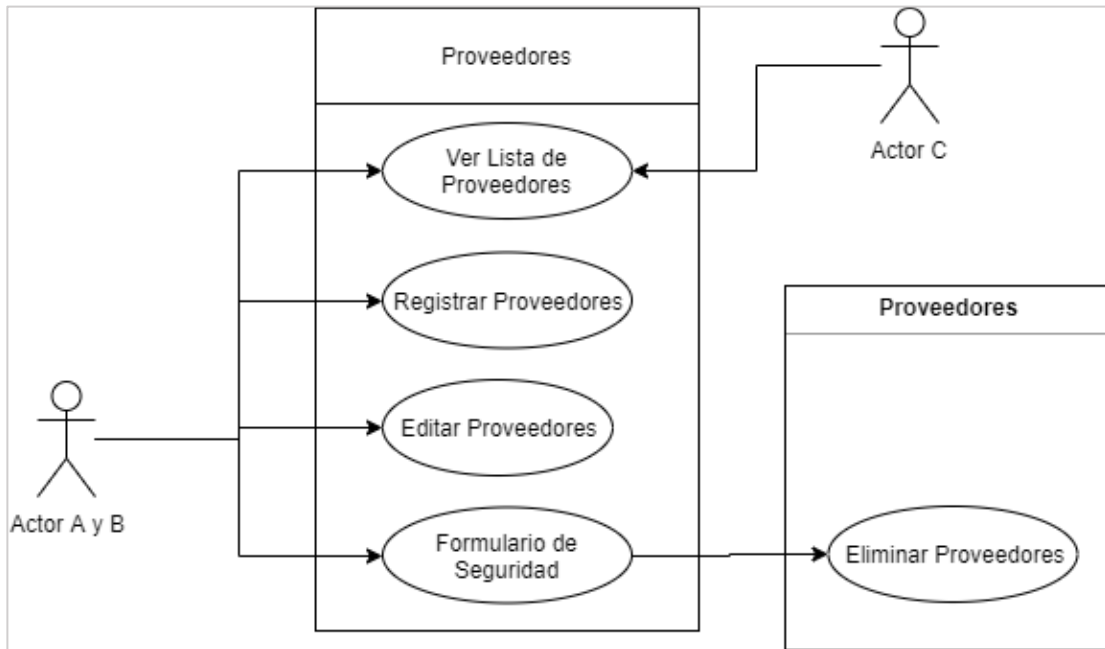 Proveedores
Actor C
Ver Lista de
Proveedores
Registrar Proveedores
Proveedores
Editar Proveedores
Actor A y B
Formulario de
Seguridad
Eliminar Proveedores